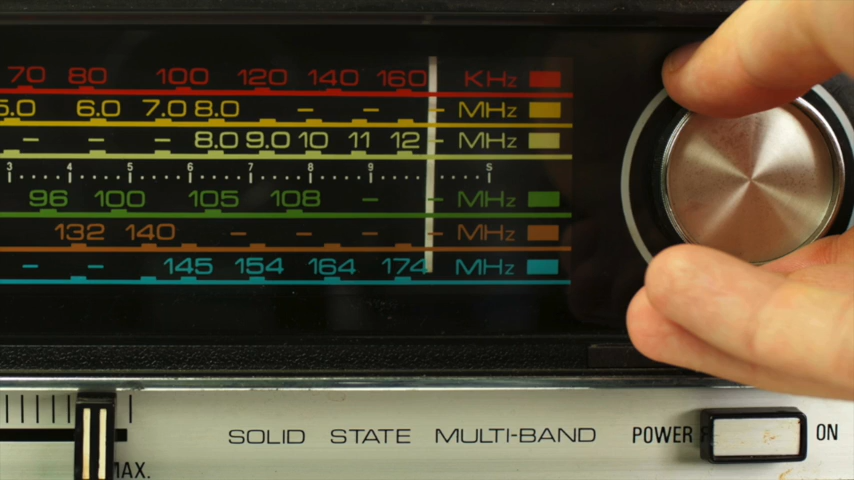 70 80 100 120 140 160 KHz
5.0 6.0 7.0 8.0 MHz
8.0 9.0 10 11 12 MHz
3 4 5 6 7 8 9 S
96 100 105 108 MHz
132 140 MHz
145 154 164 174 MHz
SOLID STATE MULTI-BAND POWER ON
MAX.